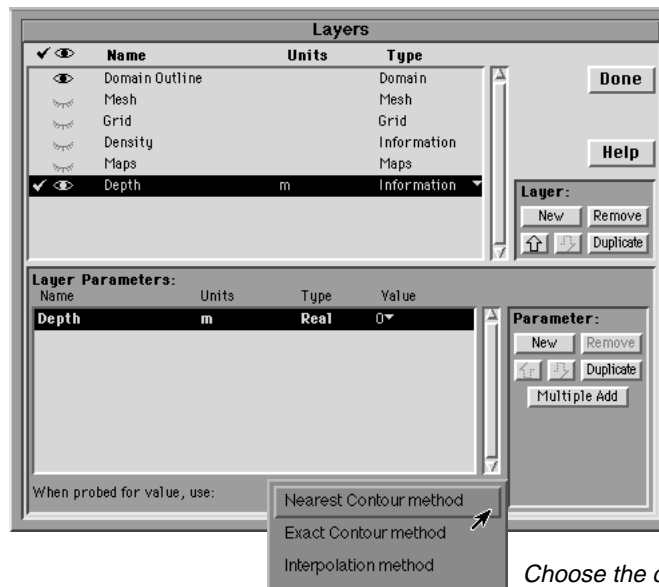 Layers
Name Units Type
Domain Outline Domain
Mesh Mesh
Grid Grid
Density Information
Maps Maps
Depth m Information
Done
Help
Layer:
New Remove
Duplicate
Layer Parameters:
Name Units Type Value
Depth m Real 0
Parameter:
New Remove
Duplicate
Multiple Add
When probed for value, use:
Nearest Contour method
Exact Contour method
Interpolation method
Choose the